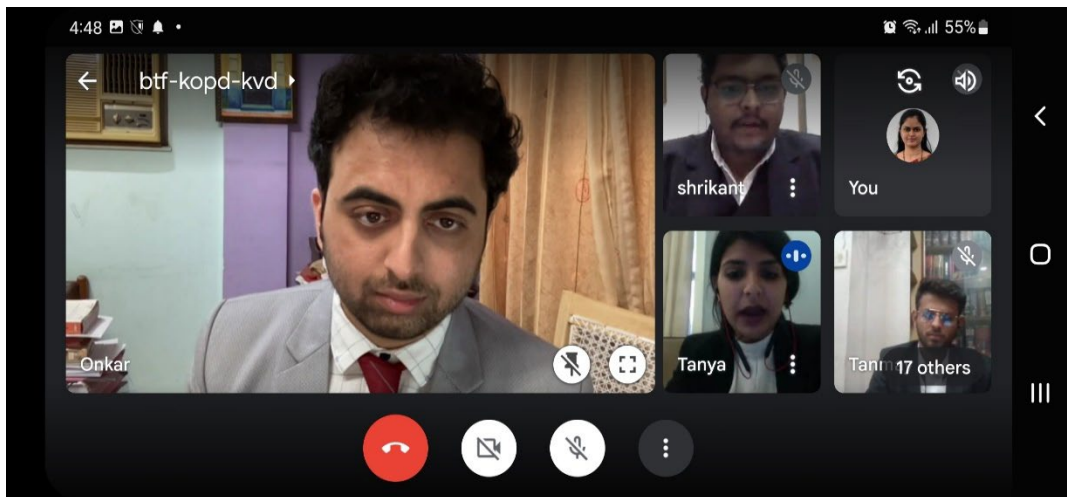 4:48
55%
btf-kopd-kvd
Onkar
shrikant
You
Tanya
Tanm 17 others